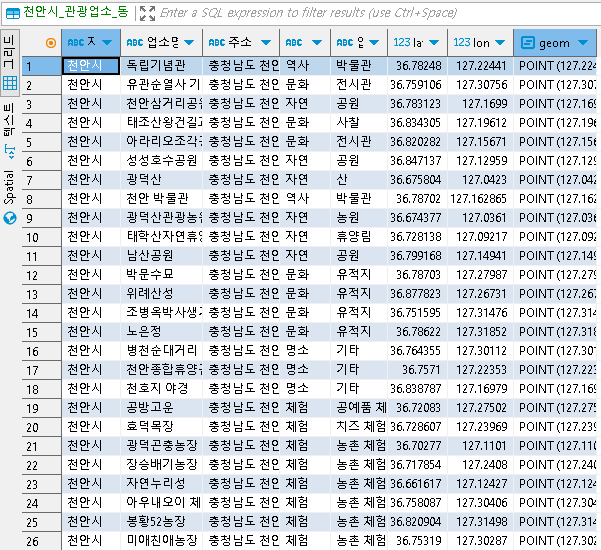 천안시_관광업소_동 Enter a SQL expression to filter results (use Ctrl+Space)
그리드
텍스트
Spatial
ABC 업소명 ABC 주소 ABC ABC 123 la 123 lon geom
1 천안시 독립기념관 충청남도 천안 역사 박물관 36.78248 127.22441 POINT (127.224
2 천안시 유관순열사 기 충청남도 천안 문화 전시관 36.759106 127.30756 POINT (127.307
3 천안시 천안삼거리공원 충청남도 천안 자연 공원 36.783131 127.1699 POINT (127.169
4 천안시 태조산왕건길 충청남도 천안 자연 사찰 36.834305 127.19612 POINT (127.196
5 천안시 아라리오조각 충청남도 천안 문화 전시관 36.820282 127.15671 POINT (127.156
6 천안시 성성호수공원 충청남도 천안 자연 공원 36.847137 127.12959 POINT (127.129
7 천안시 광덕산 충청남도 천안 자연 산 36.675804 127.0423 POINT (127.042
8 천안시 천안 박물관 충청남도 천안 역사 박물관 36.78702 127.162865 POINT (127.162
9 천안시 광덕산관광농원 충청남도 천안 자연 농원 36.674377 127.0361 POINT (127.036
10 천안시 태학산자연휴양 충청남도 천안 자연 휴양림 36.728138 127.09217 POINT (127.092
11 천안시 남산공원 충청남도 천안 자연 공원 36.799168 127.14941 POINT (127.149
12 천안시 박문수묘 충청남도 천안 문화 유적지 36.78703 127.27987 POINT (127.279
13 천안시 위례산성 충청남도 천안 문화 유적지 36.877823 127.26731 POINT (127.267
14 천안시 조병옥박사생가 충청남도 천안 문화 유적지 36.751595 127.31476 POINT (127.314
15 천안시 노은정 충청남도 천안 문화 유적지 36.78622 127.31852 POINT (127.318
16 천안시 병천순대거리 충청남도 천안 명소 기타 36.764355 127.30112 POINT (127.301
17 천안시 천안종합휴양관 충청남도 천안 명소 기타 36.7571 127.22353 POINT (127.223
18 천안시 천호지 야경 충청남도 천안 명소 기타 36.838787 127.16979 POINT (127.169
19 천안시 공방고운 충청남도 천안 체험 공예품 체 36.72083 127.27502 POINT (127.275
20 천안시 효덕목장 충청남도 천안 체험 치즈 체험 36.728607 127.23969 POINT (127.239
21 천안시 광덕곤충농장 충청남도 천안 체험 농촌 체험 36.70277 127.1101 POINT (127.110
22 천안시 장승배기농장 충청남도 천안 체험 농촌 체험 36.717854 127.2408 POINT (127.240
23 천안시 자연누리성 충청남도 천안 체험 농촌 체험 36.661617 127.12427 POINT (127.124
24 천안시 아우내오이 체 충청남도 천안 체험 농촌 체험 36.758087 127.30406 POINT (127.304
25 천안시 봉황52농장 충청남도 천안 체험 농촌 체험 36.820904 127.31498 POINT (127.314
26 천안시 미애친애농장 충청남도 천안 체험 농촌 체험 36.75319 127.30287 POINT (127.302